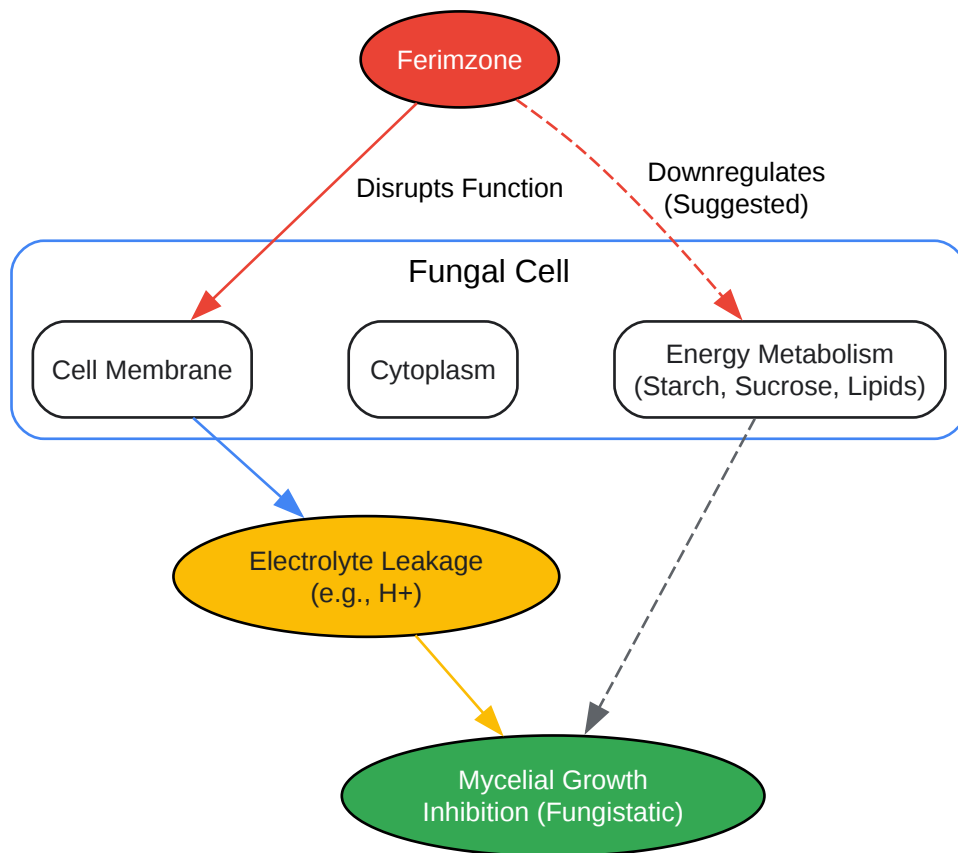 Ferimzone
Disrupts Function
Downregulates
(Suggested)
Fungal Cell
Cell Membrane
Cytoplasm
Energy Metabolism
(Starch, Sucrose, Lipids)
Electrolyte Leakage
(e.g., H+)
Mycelial Growth
Inhibition (Fungistatic)